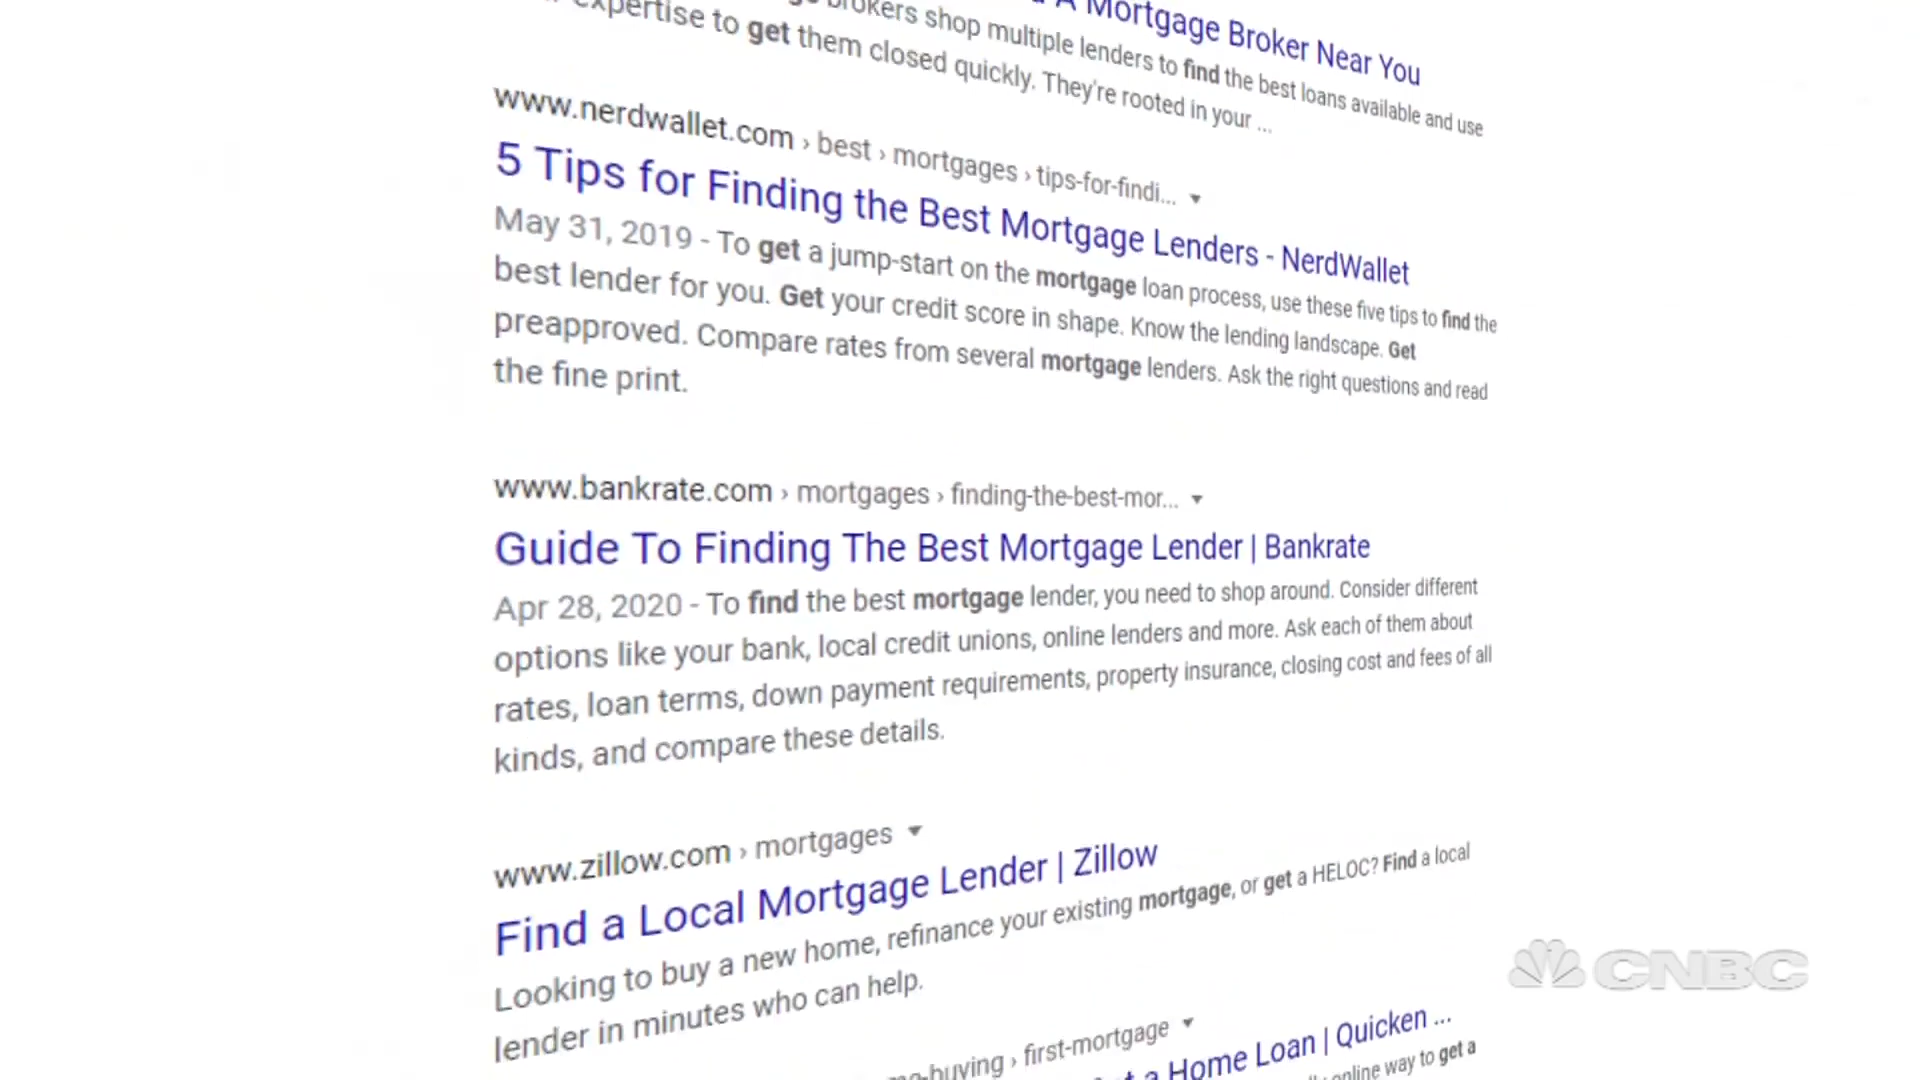 A Mortgage Broker Near You
brokers shop multiple lenders to find the best loans available and use
expertise to get them closed quickly. They're rooted in your ...
www.nerdwallet.com › best › mortgages › tips-for-findi...
5 Tips for Finding the Best Mortgage Lenders - NerdWallet
May 31, 2019 - To get a jump-start on the mortgage loan process, use these five tips to find the
best lender for you. Get your credit score in shape. Know the lending landscape. Get
preapproved. Compare rates from several mortgage lenders. Ask the right questions and read
the fine print.
www.bankrate.com › mortgages › finding-the-best-mor...
Guide To Finding The Best Mortgage Lender | Bankrate
Apr 28, 2020 - To find the best mortgage lender, you need to shop around. Consider different
options like your bank, local credit unions, online lenders and more. Ask each of them about
rates, loan terms, down payment requirements, property insurance, closing cost and fees of all
kinds, and compare these details.
www.zillow.com › mortgages
Find a Local Mortgage Lender | Zillow
Looking to buy a new home, refinance your existing mortgage, or get a HELOC? Find a local
lender in minutes who can help.
CNBC
buying › first-mortgage
a Home Loan | Quicken ...
online way to get a